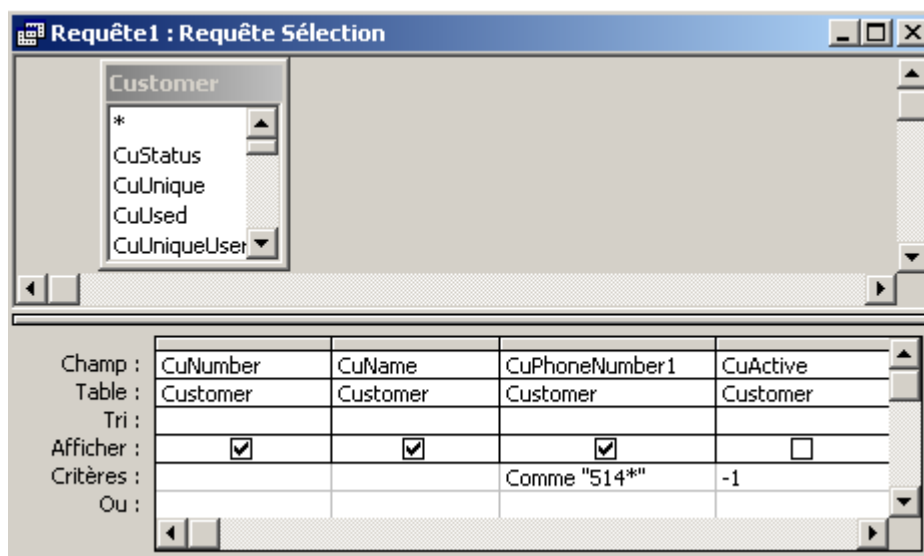 Requête1 : Requête Sélection
Customer
*
CuStatus
CuUnique
CuUsed
CuUniqueUser
Champ : CuNumber CuName CuPhoneNumber1 CuActive
Table : Customer Customer Customer Customer
Tri :
Afficher :
Critères : Comme "514*" -1
Ou :